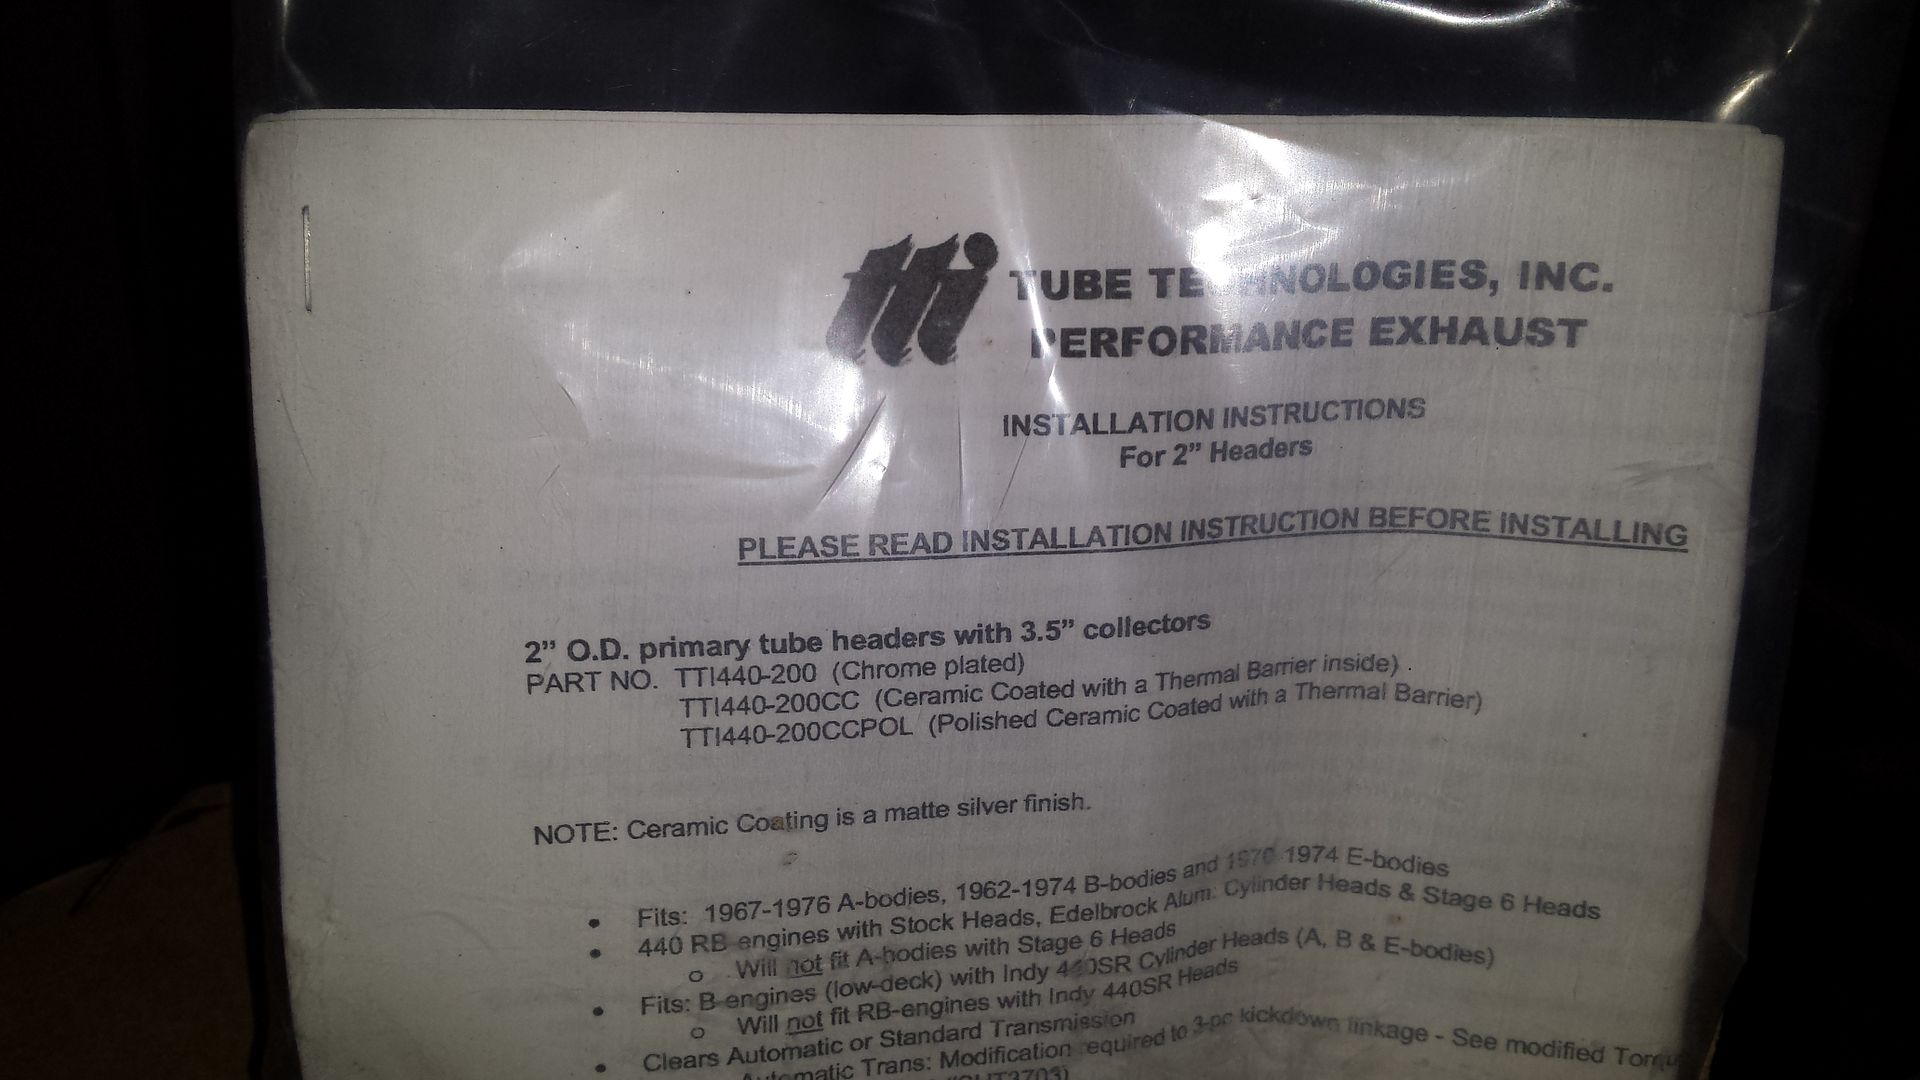 tti TUBE TECHNOLOGIES, INC.
PERFORMANCE EXHAUST
INSTALLATION INSTRUCTIONS
For 2” Headers
PLEASE READ INSTALLATION INSTRUCTION BEFORE INSTALLING
2” O.D. primary tube headers with 3.5” collectors
PART NO. TTI440-200 (Chrome plated)
TTI440-200CC (Ceramic Coated with a Thermal Barrier inside) .
TTI440-200CCPOL (Polished Ceramic Coated with a Thermal Barrier)
NOTE: Ceramic Coating is a matte silver finish.
• Fits: 1967-1976 A-bodies, 1962-1974 B-bodies and 1970-1974 E-bodies
• 440 RB engines with Stock Heads, Edelbrock Alum. Cylinder Heads & Stage 6 Heads
o Will not fit A-bodies with Stage 6 Heads
• Fits: B-engines (low-deck) with Indy 440SR Cylinder Heads (A, B & E-bodies)
o Will not fit RB-engines with Indy 440SR Heads
• Clears Automatic or Standard Transmission
Automatic Trans: Modification required to 3-pc kickdown linkage - See modified Torqu